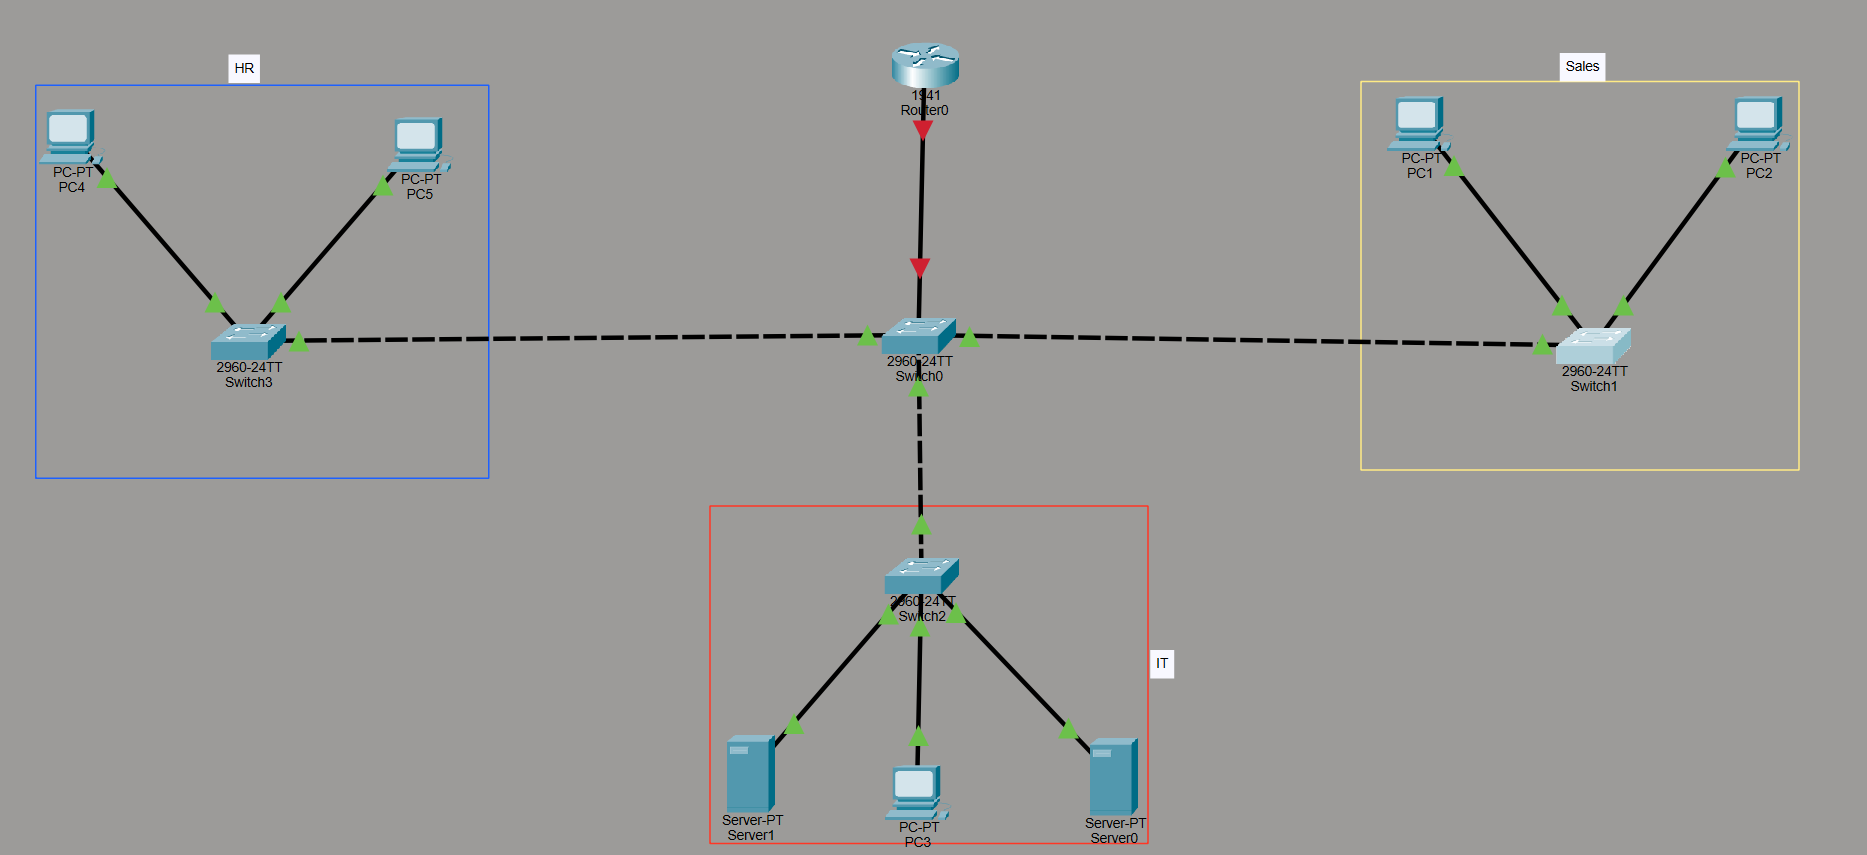 HR
Sales
1941
Router0
PC-PT
PC4
PC-PT
PC5
PC-PT
PC1
PC-PT
PC2
2960-24TT
Switch3
2960-24TT
Switch0
2960-24TT
Switch1
2960-24TT
Switch2
IT
Server-PT
Server1
PC-PT
PC3
Server-PT
Server0